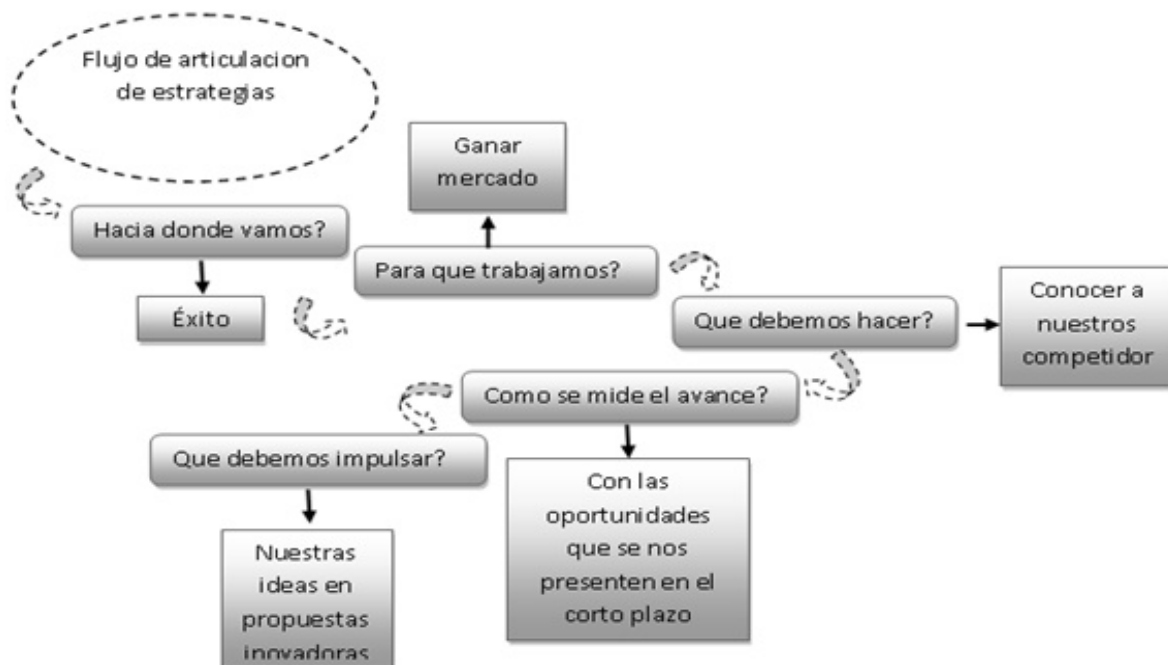 Flujo de articulacion
de estrategias
Hacia donde vamos?
Éxito
Para que trabajamos?
Ganar
mercado
Que debemos hacer?
Conocer a
nuestros
competidor
Como se mide el avance?
Con las
oportunidades
que se nos
presenten en el
corto plazo
Que debemos impulsar?
Nuestras
ideas en
propuestas
inovadoras